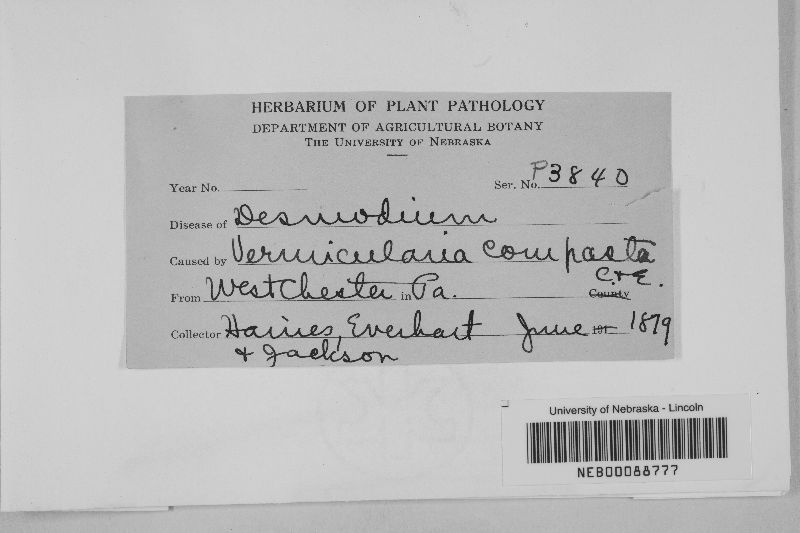 HERBARIUM OF PLANT PATHOLOGY
DEPARTMENT OF AGRICULTURAL BOTANY
THE UNIVERSITY OF NEBRASKA
Year No. Ser. No. P3840
Disease of Desmodium
Caused by Vermicularia compacta
C. & E.
From West Chester in Pa. County
Collector Haines, Everhart June 191 1879
& Jackson
University of Nebraska - Lincoln
NEB00088777